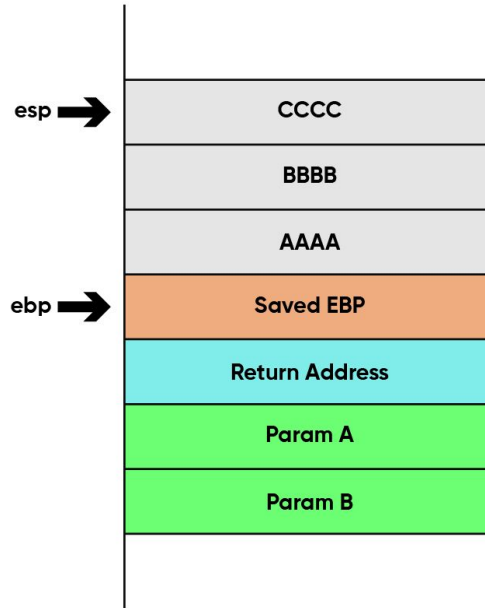 esp
CCCC
BBBB
AAAA
ebp
Saved EBP
Return Address
Param A
Param B